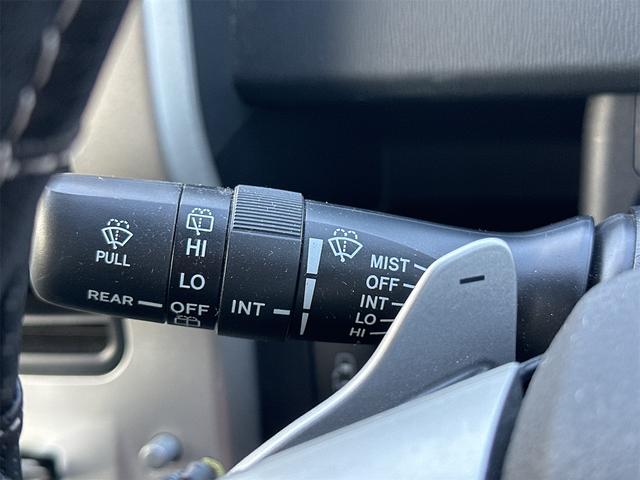 PULL
REAR
HI
LO
OFF
INT
MIST
OFF
INT
LO
HI